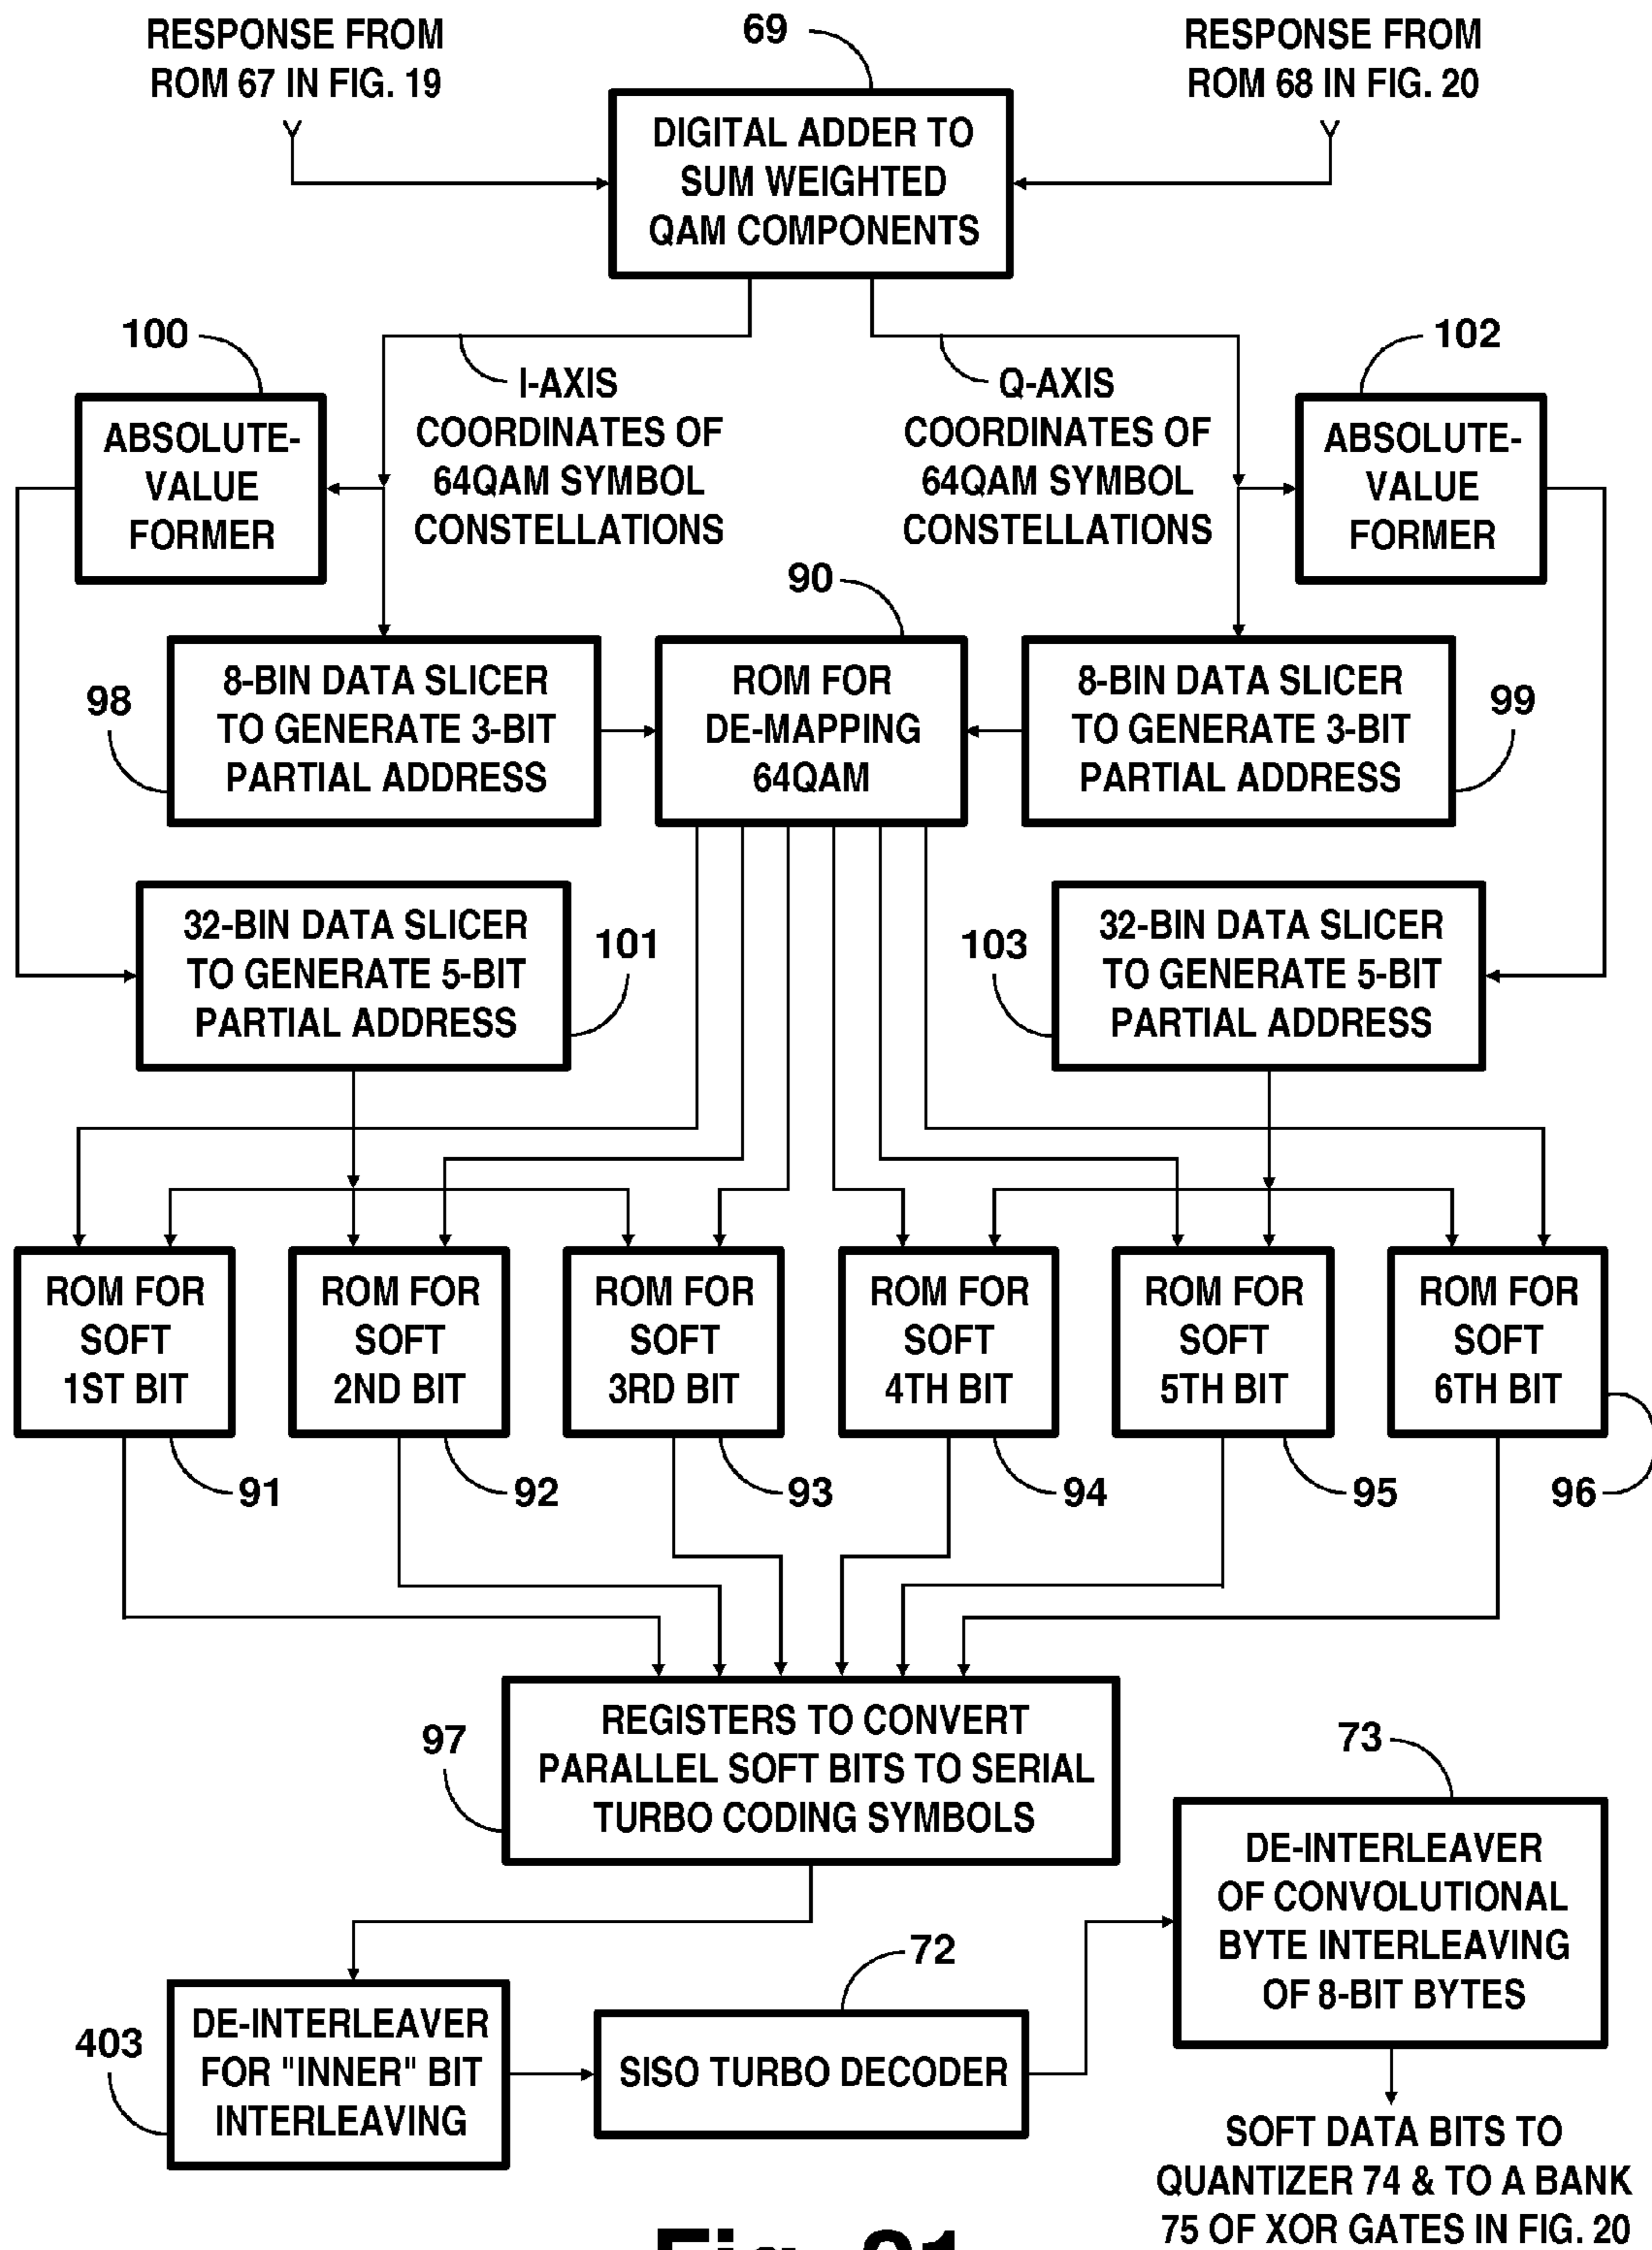 RESPONSE FROM
ROM 67 IN FIG. 19
69
RESPONSE FROM
ROM 68 IN FIG. 20
DIGITAL ADDER TO
SUM WEIGHTED
QAM COMPONENTS
100
102
I-AXIS
COORDINATES OF
64QAM SYMBOL
CONSTELLATIONS
Q-AXIS
COORDINATES OF
64QAM SYMBOL
CONSTELLATIONS
ABSOLUTE-
VALUE
FORMER
ABSOLUTE-
VALUE
FORMER
90
98
8-BIN DATA SLICER
TO GENERATE 3-BIT
PARTIAL ADDRESS
ROM FOR
DE-MAPPING
64QAM
8-BIN DATA SLICER
TO GENERATE 3-BIT
PARTIAL ADDRESS
99
32-BIN DATA SLICER
TO GENERATE 5-BIT
PARTIAL ADDRESS
101
103
32-BIN DATA SLICER
TO GENERATE 5-BIT
PARTIAL ADDRESS
ROM FOR
SOFT
1ST BIT
ROM FOR
SOFT
2ND BIT
ROM FOR
SOFT
3RD BIT
ROM FOR
SOFT
4TH BIT
ROM FOR
SOFT
5TH BIT
ROM FOR
SOFT
6TH BIT
91
92
93
94
95
96
97
REGISTERS TO CONVERT
PARALLEL SOFT BITS TO SERIAL
TURBO CODING SYMBOLS
73
DE-INTERLEAVER
OF CONVOLUTIONAL
BYTE INTERLEAVING
OF 8-BIT BYTES
72
403
DE-INTERLEAVER
FOR "INNER" BIT
INTERLEAVING
SISO TURBO DECODER
SOFT DATA BITS TO
QUANTIZER 74 & TO A BANK
75 OF XOR GATES IN FIG. 20